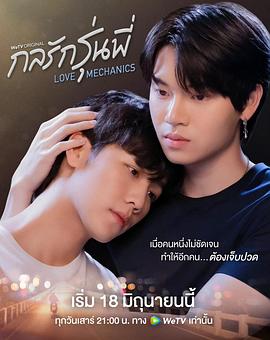 WeTV ORIGINAL
กลรักรุ่นพี่
LOVE MECHANICS
เมื่อคนหนึ่งไม่ชัดเจน
ทำให้อีกคน...ต้องเจ็บปวด
เริ่ม 18 มิถุนายนนี้
ทุกวันเสาร์ 21:00 น. ทาง WeTV เท่านั้น